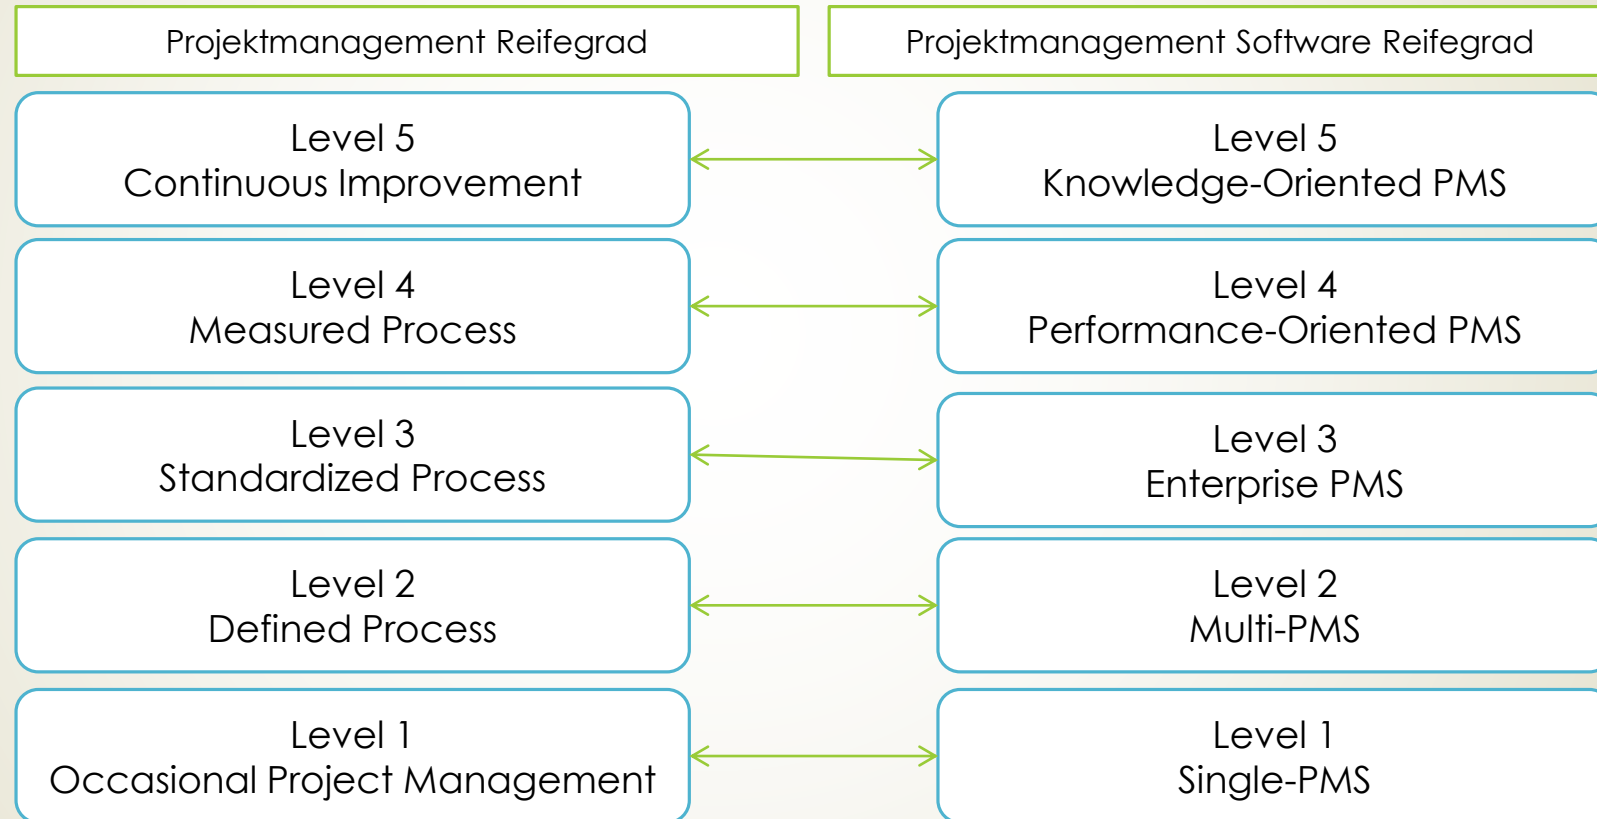 Projektmanagement Reifegrad
Projektmanagement Software Reifegrad
Level 5
Continuous Improvement
Level 5
Knowledge-Oriented PMS
Level 4
Measured Process
Level 4
Performance-Oriented PMS
Level 3
Standardized Process
Level 3
Enterprise PMS
Level 2
Defined Process
Level 2
Multi-PMS
Level 1
Occasional Project Management
Level 1
Single-PMS